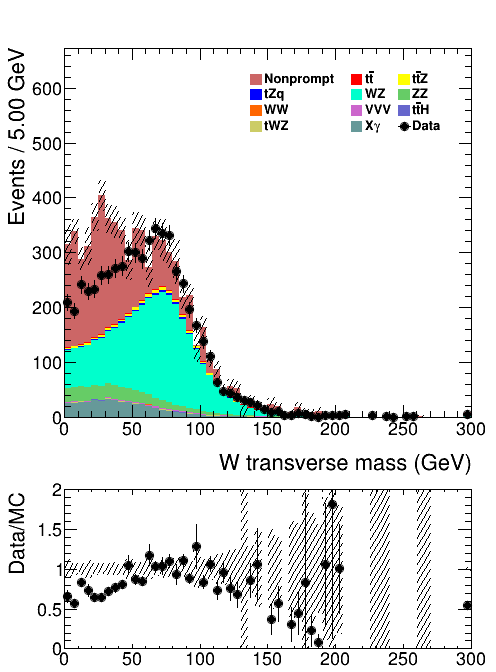 Events / 5.00 GeV
600
500
400
300
200
100
0
Nonprompt tt̄ tt̄Z
tZq WZ ZZ
WW VVV tt̄H
tWZ Xγ Data
0 50 100 150 200 250 300
W transverse mass (GeV)
Data/MC
2
1.5
1
0.5
0
0 50 100 150 200 250 300